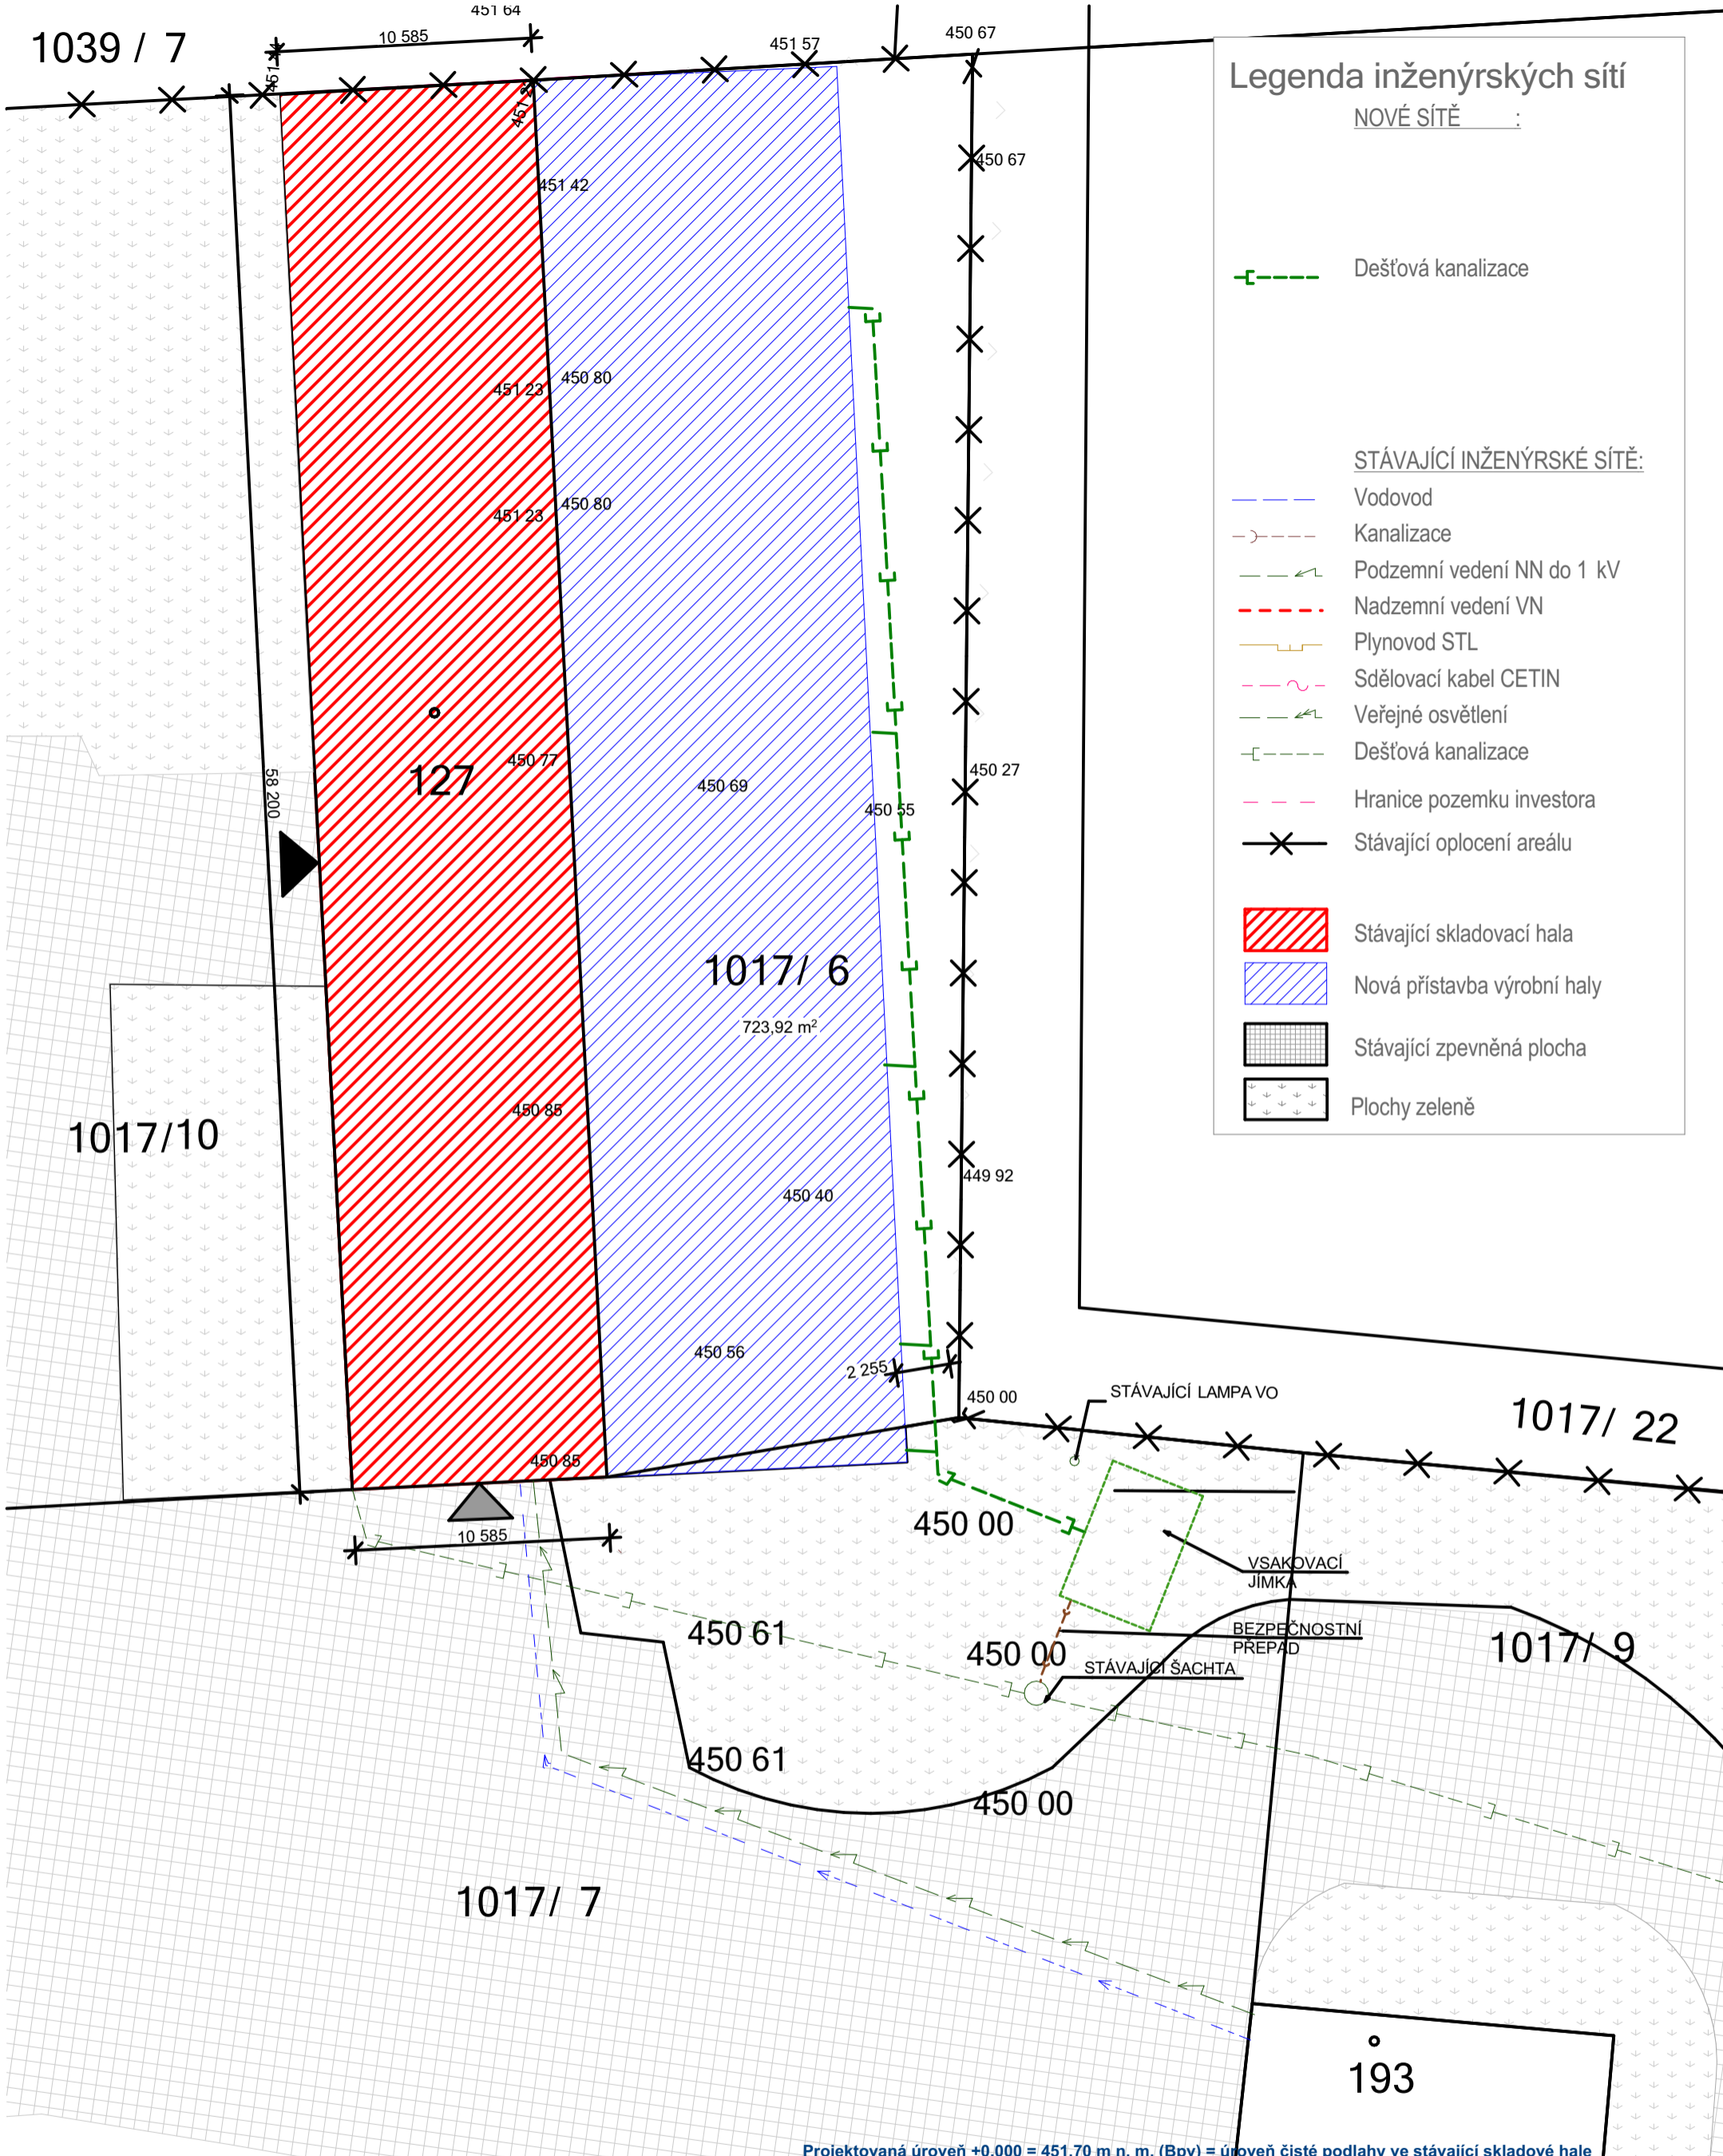 451 64
1039 / 7
10 585
451 57
450 67
Legenda inženýrských sítí
NOVÉ SÍTĚ :
450 67
451 42
Dešťová kanalizace
451 23
450 80
STÁVAJÍCÍ INŽENÝRSKÉ SÍTĚ:
Vodovod
451 23
450 80
Kanalizace
Podzemní vedení NN do 1 kV
Nadzemní vedení VN
Plynovod STL
Sdělovací kabel CETIN
Veřejné osvětlení
Dešťová kanalizace
Hranice pozemku investora
Stávající oplocení areálu
58 200
127
450 77
450 69
450 55
450 27
Stávající skladovací hala
1017/ 6
Nová přístavba výrobní haly
723,92 m²
Stávající zpevněná plocha
Plochy zeleně
1017/10
450 85
449 92
450 40
450 56
2 255
450 00
STÁVAJÍCÍ LAMPA VO
1017/ 22
450 85
10 585
450 00
VSAKOVACÍ
JÍMKA
450 61
BEZPEČNOSTNÍ
PŘEPAD
450 00
1017/ 9
STÁVAJÍCÍ ŠACHTA
450 61
450 00
1017/ 7
193
Projektovaná úroveň +0,000 = 451,70 m n. m. (Bpv) = úroveň čisté podlahy ve stávající skladové hale